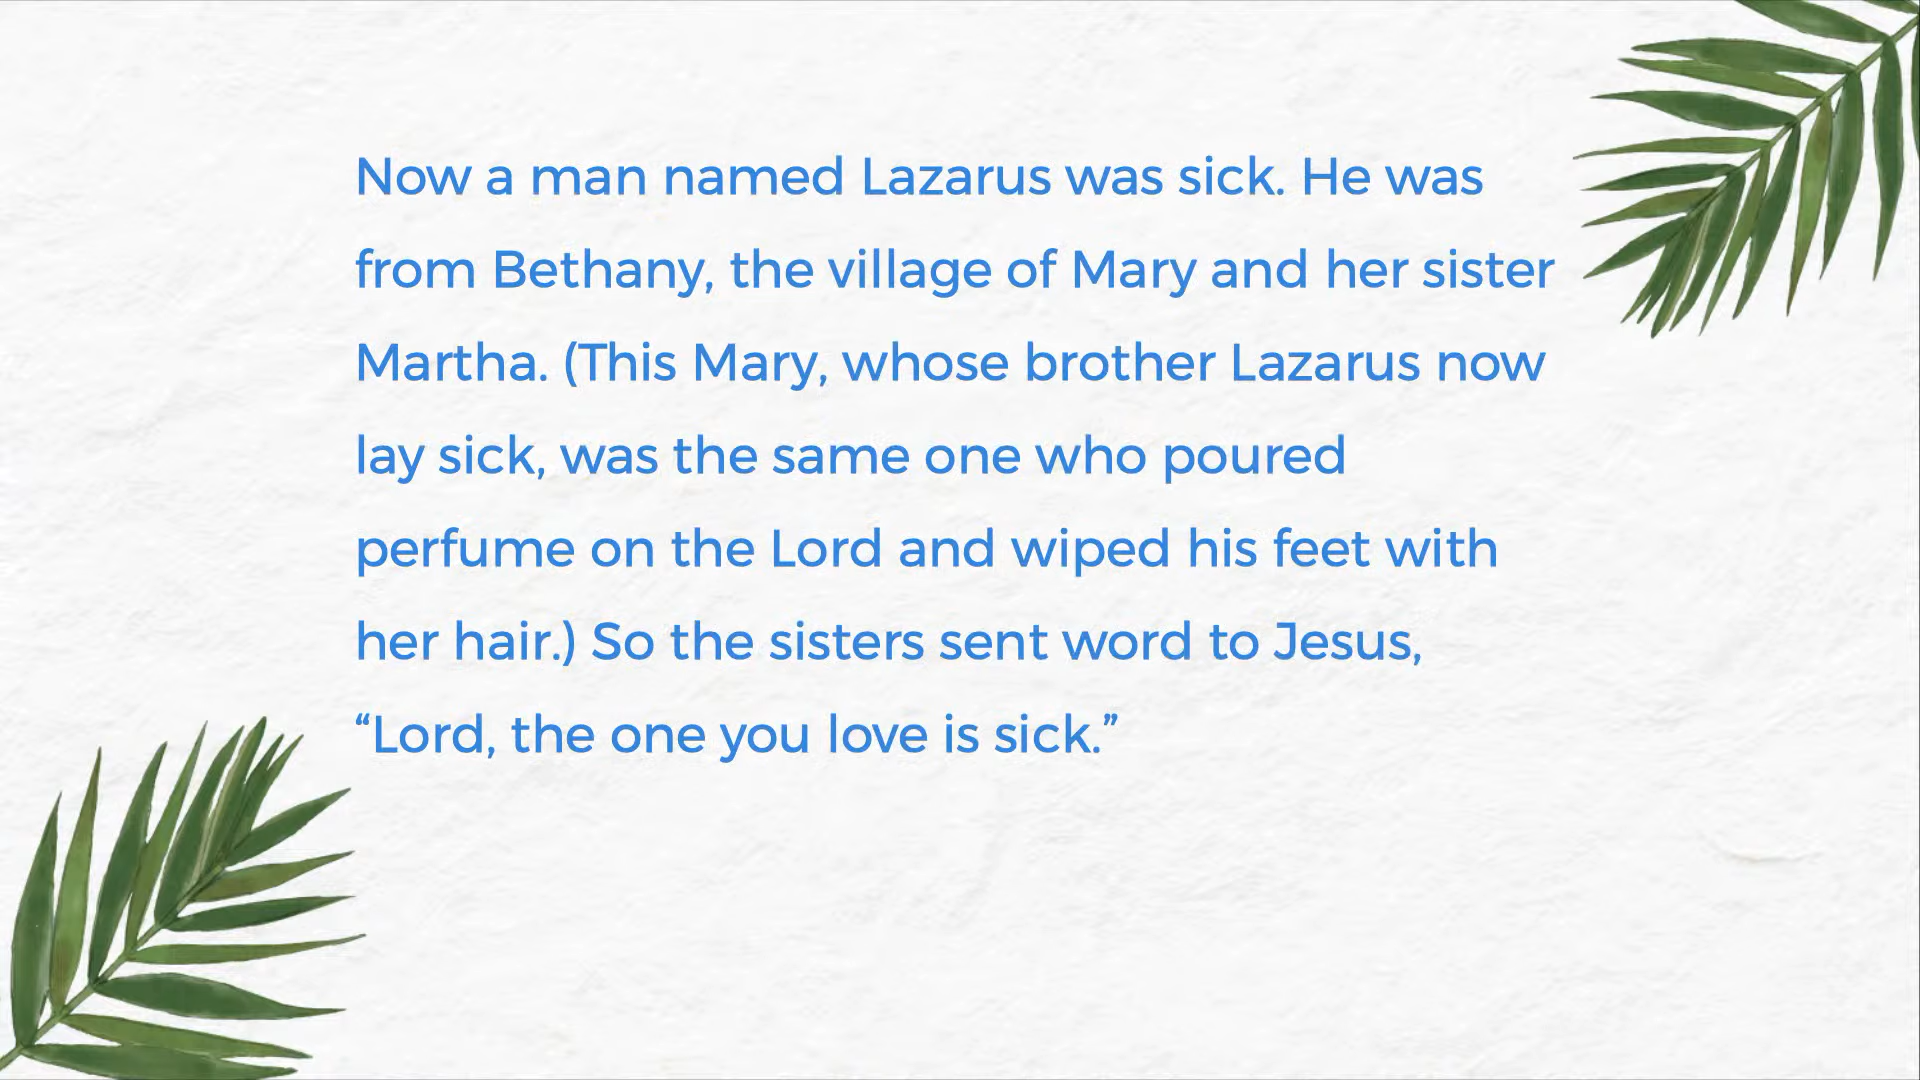 Now a man named Lazarus was sick. He was
from Bethany, the village of Mary and her sister
Martha. (This Mary, whose brother Lazarus now
lay sick, was the same one who poured
perfume on the Lord and wiped his feet with
her hair.) So the sisters sent word to Jesus,
“Lord, the one you love is sick.”